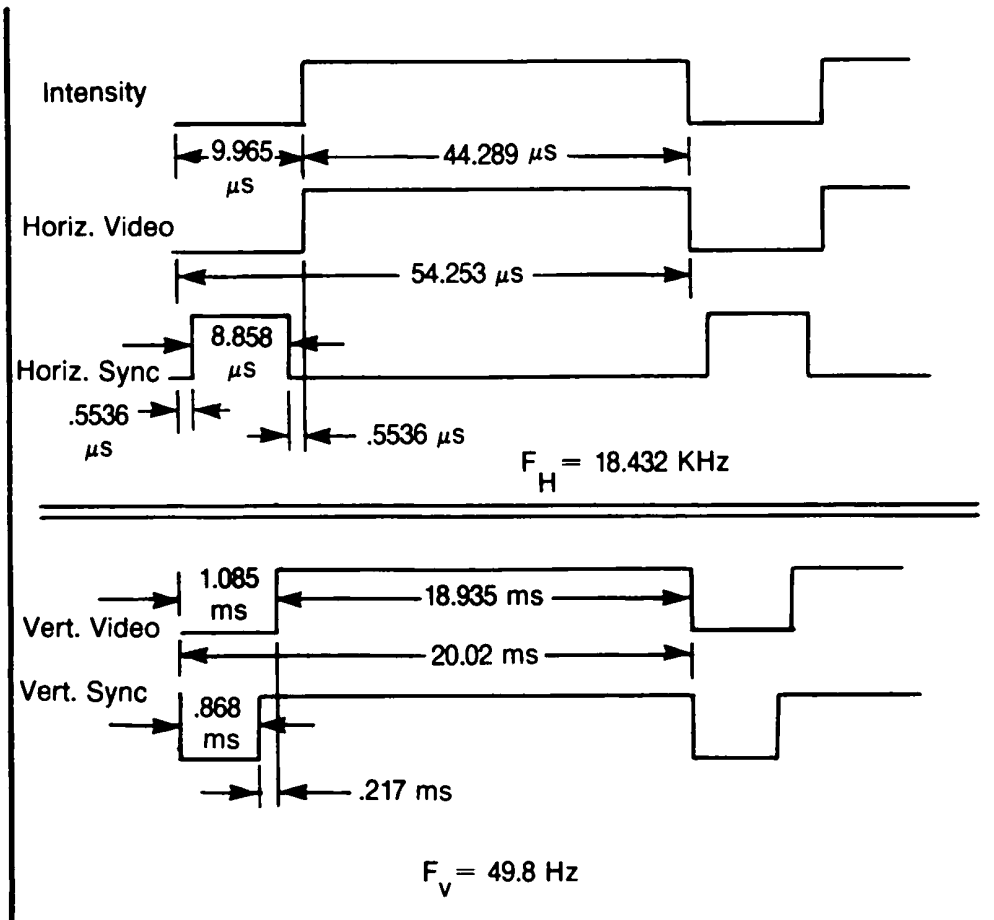 Intensity
9.965
μs
44.289 μs
Horiz. Video
54.253 μs
8.858
μs
Horiz. Sync
.5536
μs
.5536 μs
F_H = 18.432 KHz
1.085
ms
18.935 ms
Vert. Video
20.02 ms
Vert. Sync
.868
ms
.217 ms
F_v = 49.8 Hz